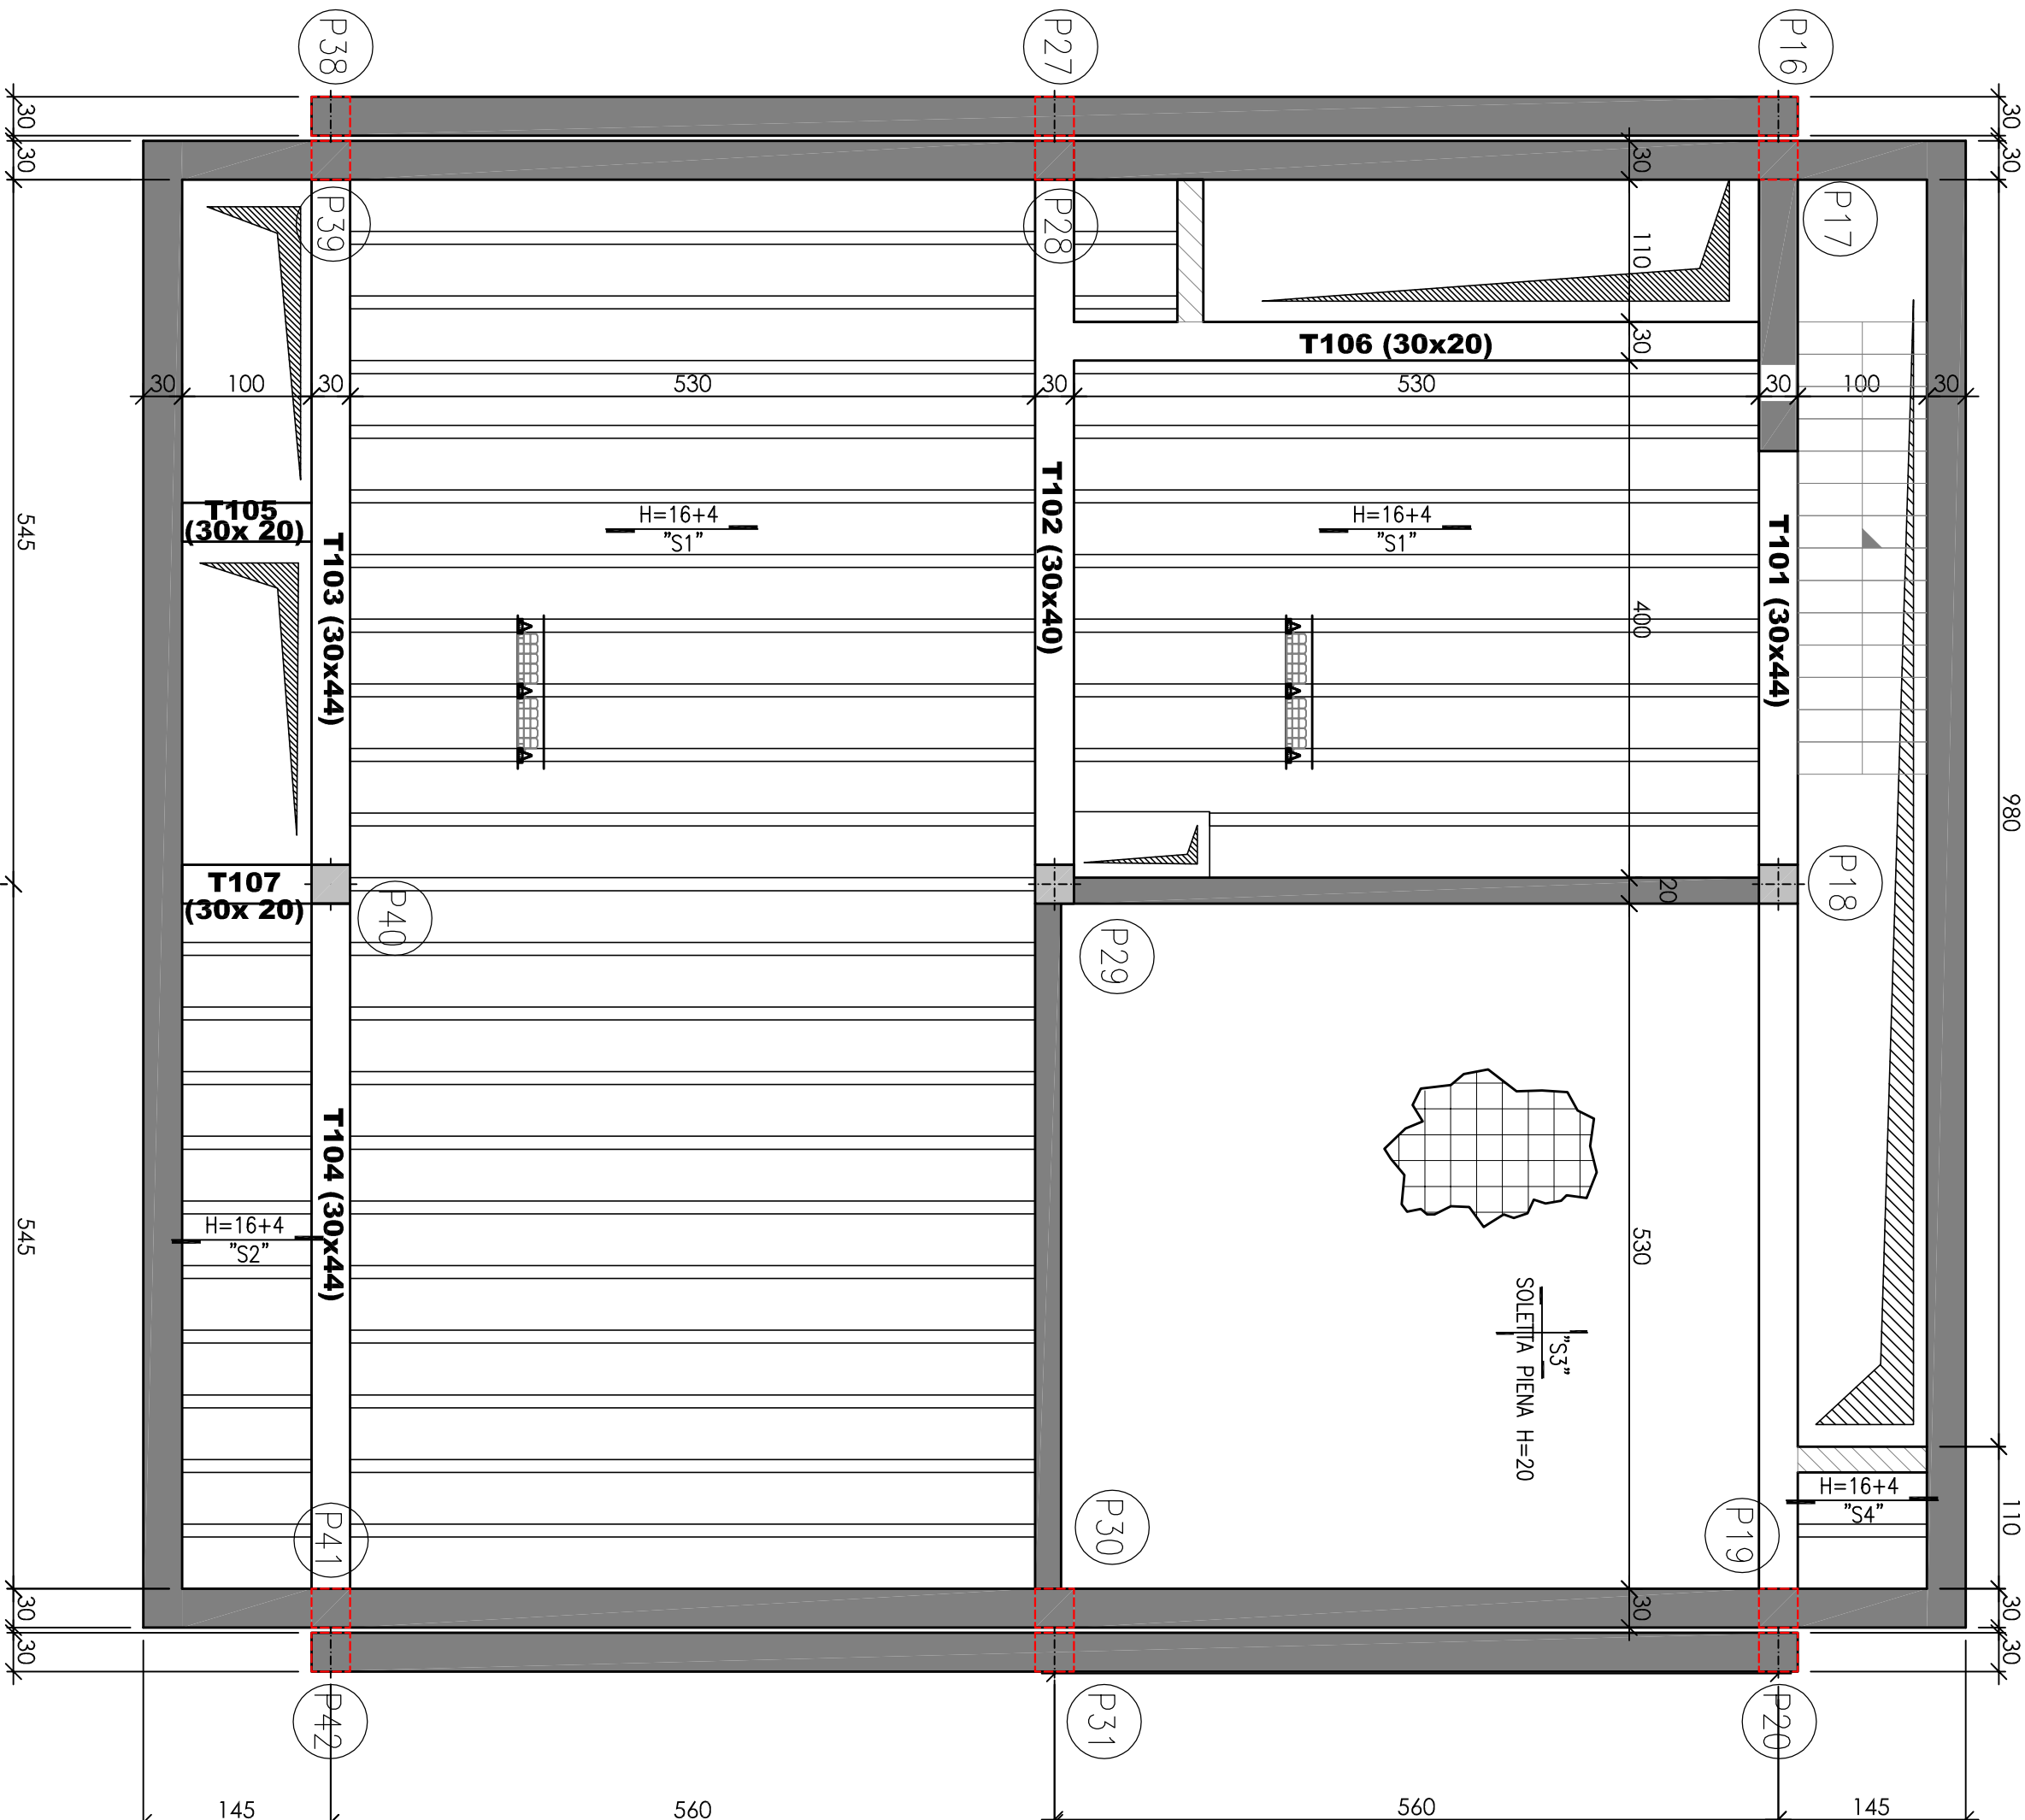 P38
P27
P16
30
30
30
30
30
P39
P28
P17
110
T106 (30x20)
30
30
100
30
530
30
530
30
100
30
T105
(30x 20)
H=16+4
"S1"
H=16+4
"S1"
T103 (30x44)
T102 (30x40)
T101 (30x44)
545
400
980
T107
(30x 20)
P40
P29
20
P18
T104 (30x44)
H=16+4
"S2"
545
530
"S3"
SOLETTA PIENA H=20
H=16+4
"S4"
110
P41
P30
P19
30
30
30
30
30
P42
P31
P20
145
560
560
145